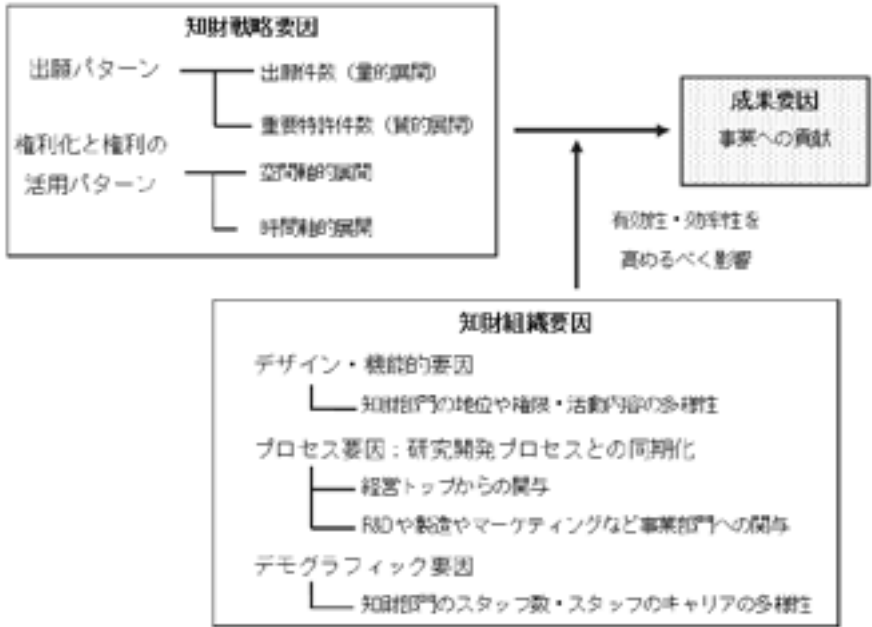 知財戦略要因
出願パターン
出願件数（量的展開）
重要特許件数（質的展開）
権利化と権利の
活用パターン
空間軸的展開
時間軸的展開
成果要因
事業への貢献
有効性・効率性を
高めるべく影響
知財組織要因
デザイン・機能的要因
知財部門の地位や権限・活動内容の多様性
プロセス要因：研究開発プロセスとの同期化
経営トップからの関与
R&Dや製造やマーケティングなど事業部門への関与
デモグラフィック要因
知財部門のスタッフ数・スタッフのキャリアの多様性